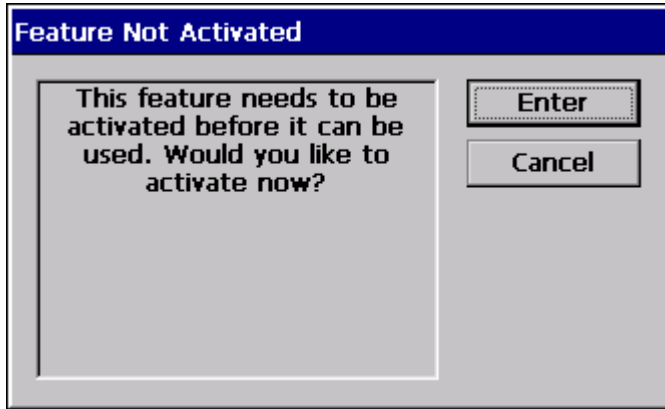 Feature Not Activated
This feature needs to be
activated before it can be
used. Would you like to
activate now?
Enter
Cancel